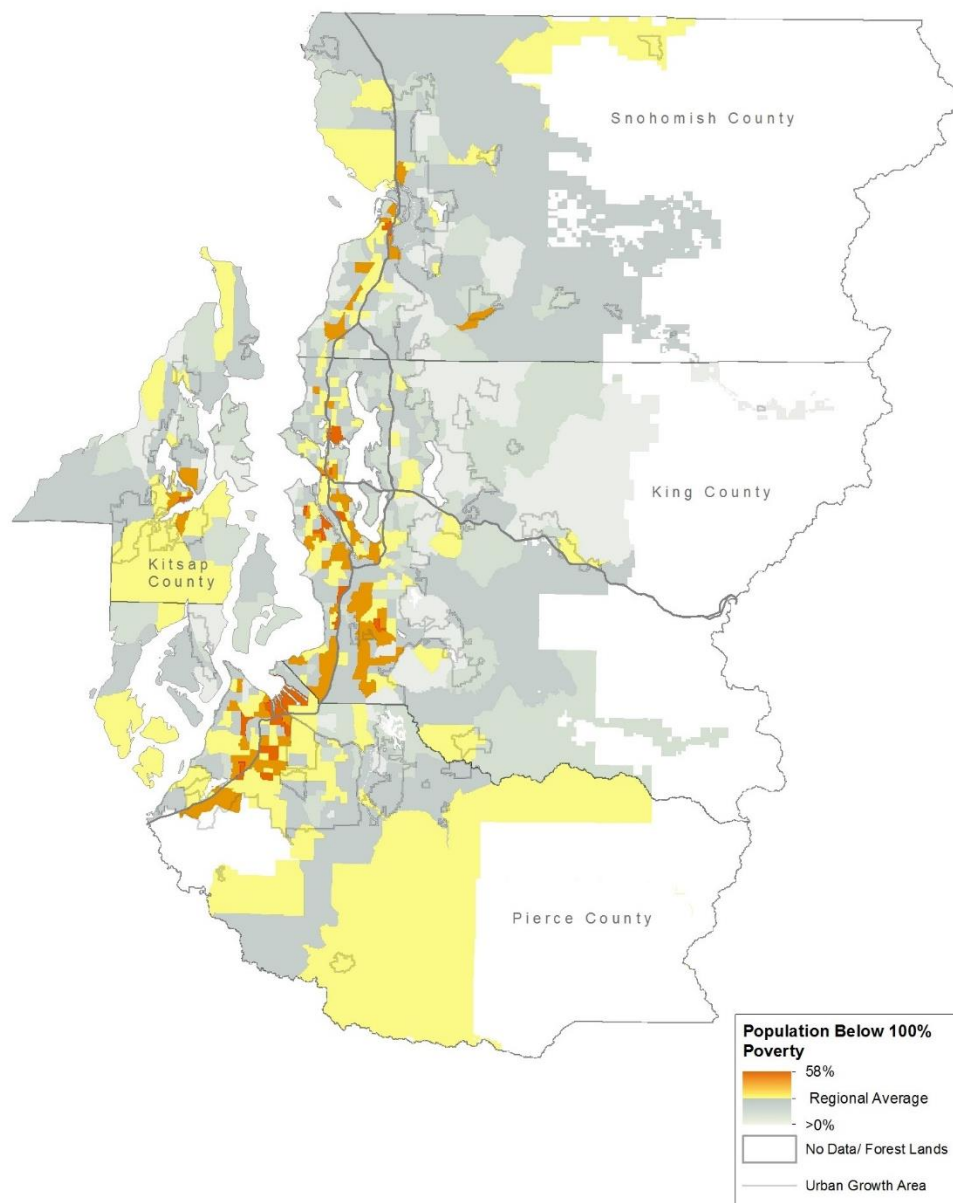 Snohomish County
King County
Kitsap
County
Pierce County
Population Below 100%
Poverty
58%
Regional Average
>0%
No Data/ Forest Lands
Urban Growth Area